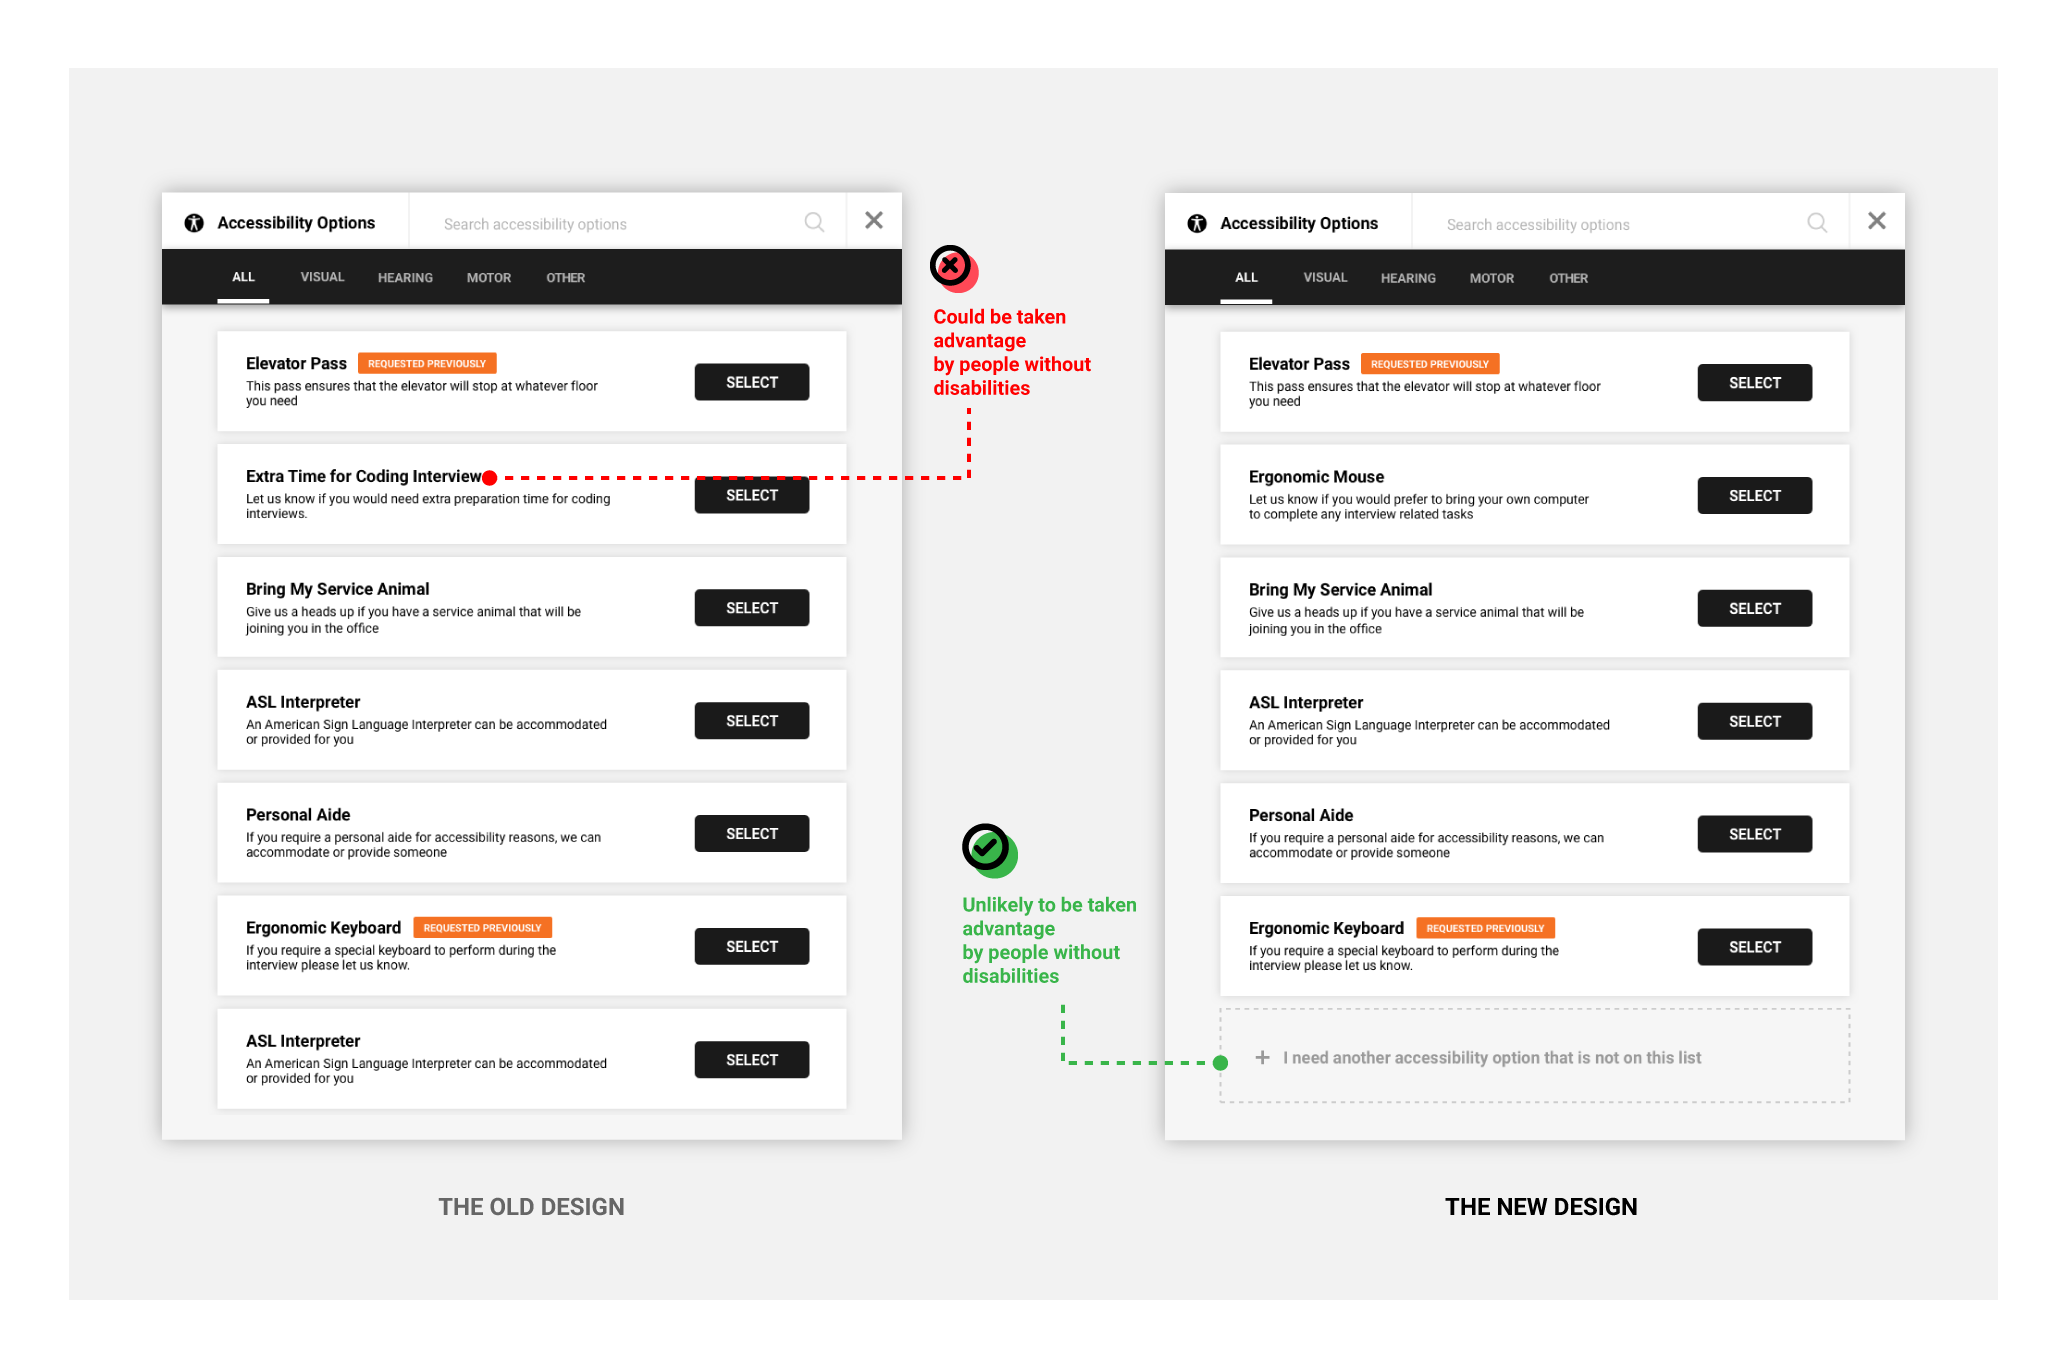 Accessibility Options
Search accessibility options
ALL VISUAL HEARING MOTOR OTHER
Elevator Pass REQUESTED PREVIOUSLY
This pass ensures that the elevator will stop at whatever floor
you need
SELECT
Extra Time for Coding Interview
Let us know if you would need extra preparation time for coding
interviews.
SELECT
Bring My Service Animal
Give us a heads up if you have a service animal that will be
joining you in the office
SELECT
ASL Interpreter
An American Sign Language Interpreter can be accommodated
or provided for you
SELECT
Personal Aide
If you require a personal aide for accessibility reasons, we can
accommodate or provide someone
SELECT
Ergonomic Keyboard REQUESTED PREVIOUSLY
If you require a special keyboard to perform during the
interview please let us know.
SELECT
ASL Interpreter
An American Sign Language Interpreter can be accommodated
or provided for you
SELECT
THE OLD DESIGN
Could be taken
advantage
by people without
disabilities
Unlikely to be taken
advantage
by people without
disabilities
Accessibility Options
Search accessibility options
ALL VISUAL HEARING MOTOR OTHER
Elevator Pass REQUESTED PREVIOUSLY
This pass ensures that the elevator will stop at whatever floor
you need
SELECT
Ergonomic Mouse
Let us know if you would prefer to bring your own computer
to complete any interview related tasks
SELECT
Bring My Service Animal
Give us a heads up if you have a service animal that will be
joining you in the office
SELECT
ASL Interpreter
An American Sign Language Interpreter can be accommodated
or provided for you
SELECT
Personal Aide
If you require a personal aide for accessibility reasons, we can
accommodate or provide someone
SELECT
Ergonomic Keyboard REQUESTED PREVIOUSLY
If you require a special keyboard to perform during the
interview please let us know.
SELECT
+ I need another accessibility option that is not on this list
THE NEW DESIGN